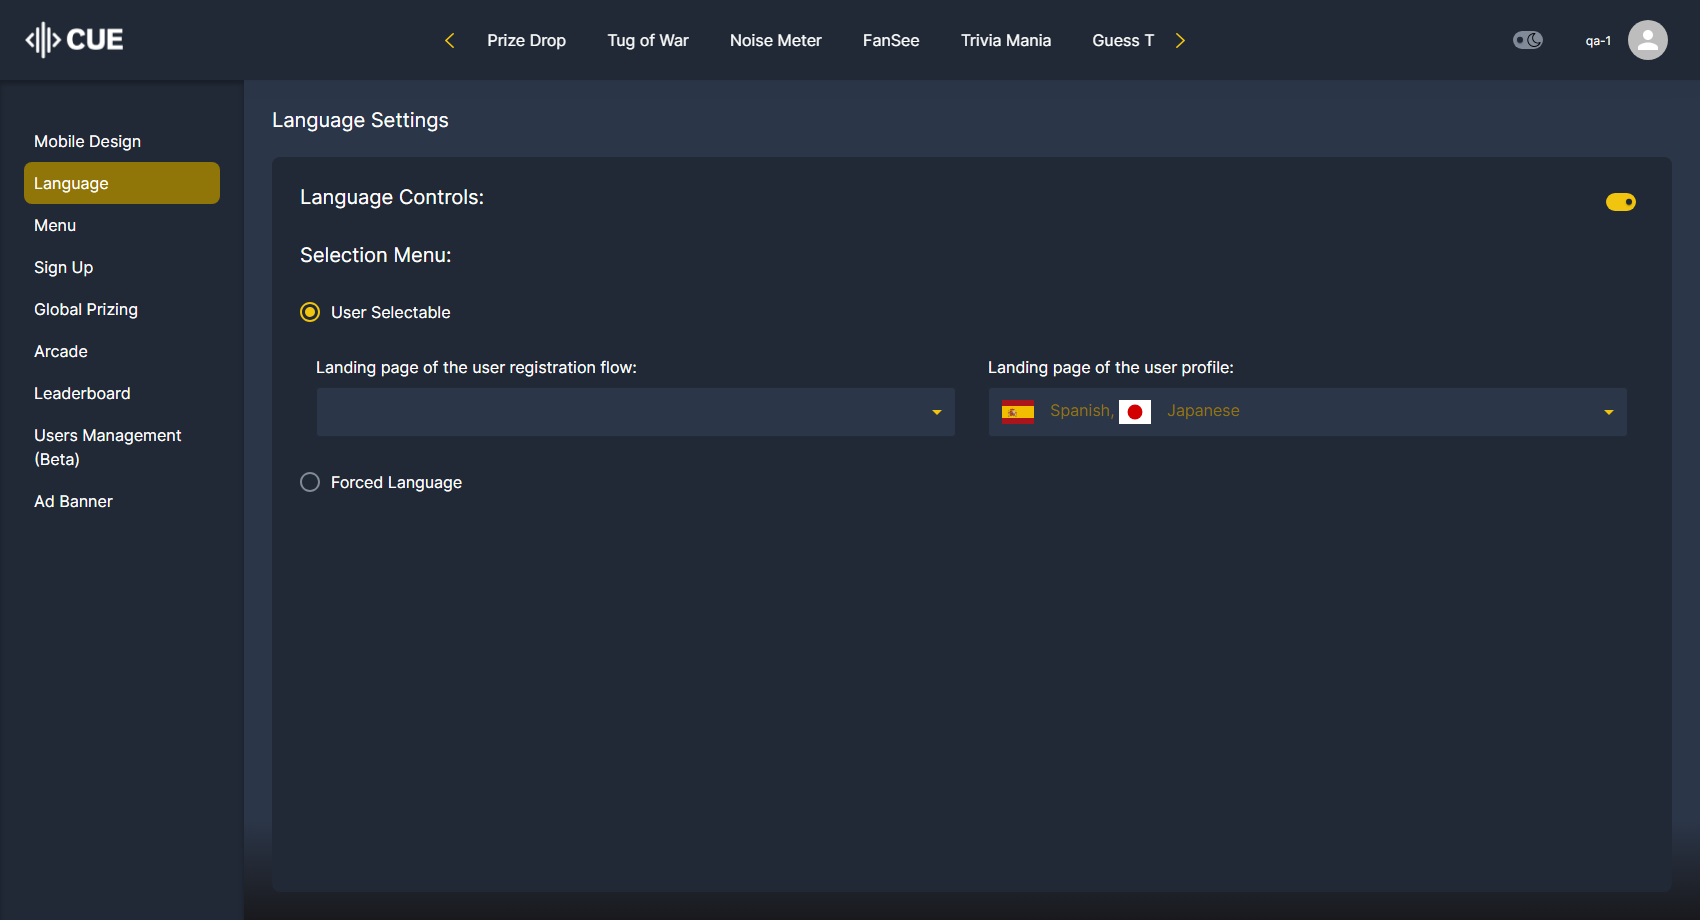 CUE
Prize Drop
Tug of War
Noise Meter
FanSee
Trivia Mania
Guess T
qa-1
Mobile Design
Language
Menu
Sign Up
Global Prizing
Arcade
Leaderboard
Users Management
(Beta)
Ad Banner
Language Settings
Language Controls:
Selection Menu:
User Selectable
Landing page of the user registration flow:
Landing page of the user profile:
Spanish, Japanese
Forced Language